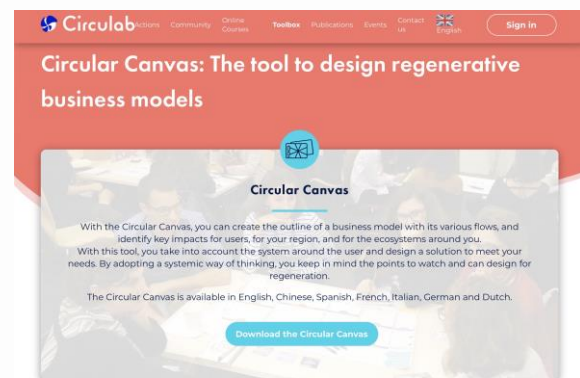 Circulab
Actions Community Online Courses Toolbox Publications Events Contact us English Sign in
Circular Canvas: The tool to design regenerative
business models
Circular Canvas
With the Circular Canvas, you can create the outline of a business model with its various flows, and
identify key impacts for users, for your region, and for the ecosystems around you.
With this tool, you take into account the system around the user and design a solution to meet your
needs. By adopting a systemic way of thinking, you keep in mind the points to watch and can design for
regeneration.
The Circular Canvas is available in English, Chinese, Spanish, French, Italian, German and Dutch.
Download the Circular Canvas